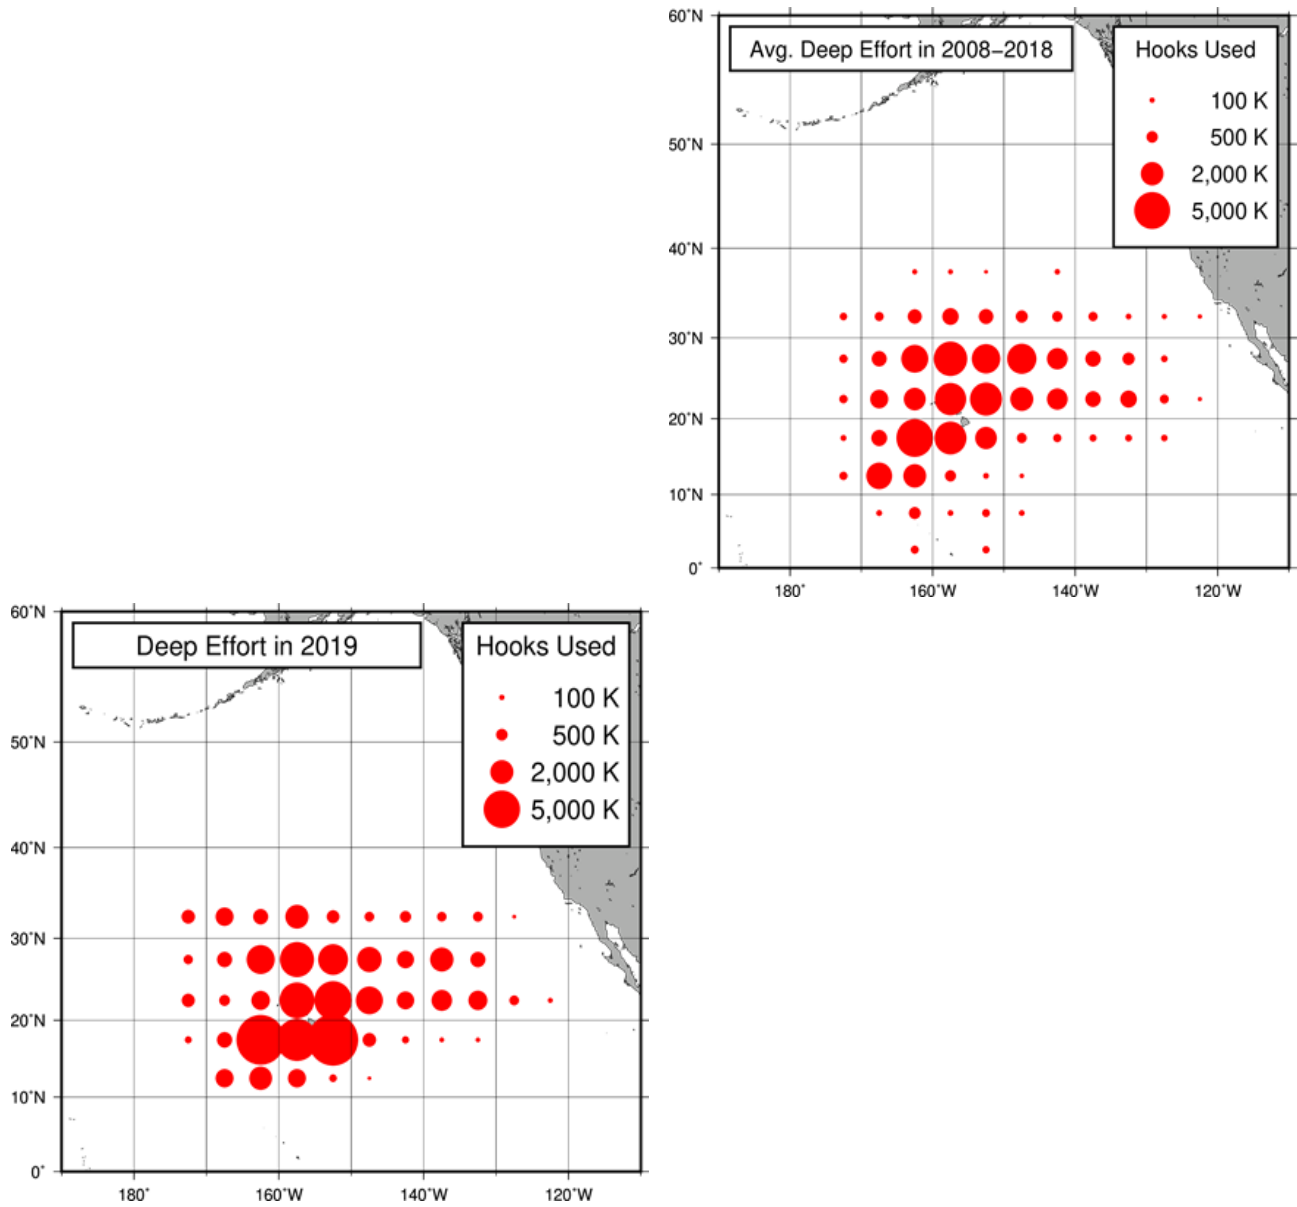 60°N
Avg. Deep Effort in 2008–2018
Hooks Used
100 K
500 K
2,000 K
5,000 K
50°N
40°N
30°N
20°N
10°N
0°
180°
160°W
140°W
120°W
60°N
Deep Effort in 2019
Hooks Used
100 K
500 K
2,000 K
5,000 K
50°N
40°N
30°N
20°N
10°N
0°
180°
160°W
140°W
120°W